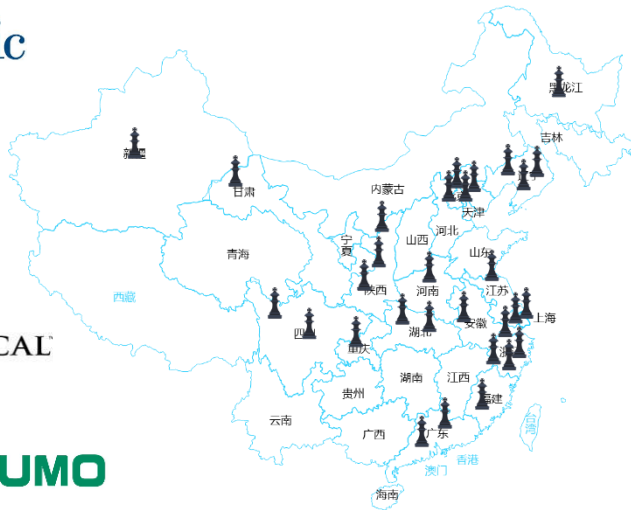 ic
黑龙江
吉林
新疆
辽宁
甘肃
内蒙古
天津
宁夏
山西
河北
山东
青海
陕西
河南
江苏
西藏
上海
安徽
四川
湖北
重庆
CAL
湖南
江西
贵州
福建
云南
台湾
广西
广东
香港
澳门
UMO
海南